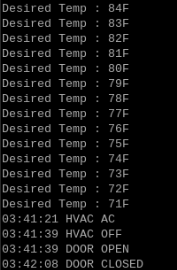 Desired Temp : 84F
Desired Temp : 83F
Desired Temp : 82F
Desired Temp : 81F
Desired Temp : 80F
Desired Temp : 79F
Desired Temp : 78F
Desired Temp : 77F
Desired Temp : 76F
Desired Temp : 75F
Desired Temp : 74F
Desired Temp : 73F
Desired Temp : 72F
Desired Temp : 71F
03:41:21 HVAC AC
03:41:39 HVAC OFF
03:41:39 DOOR OPEN
03:42:08 DOOR CLOSED